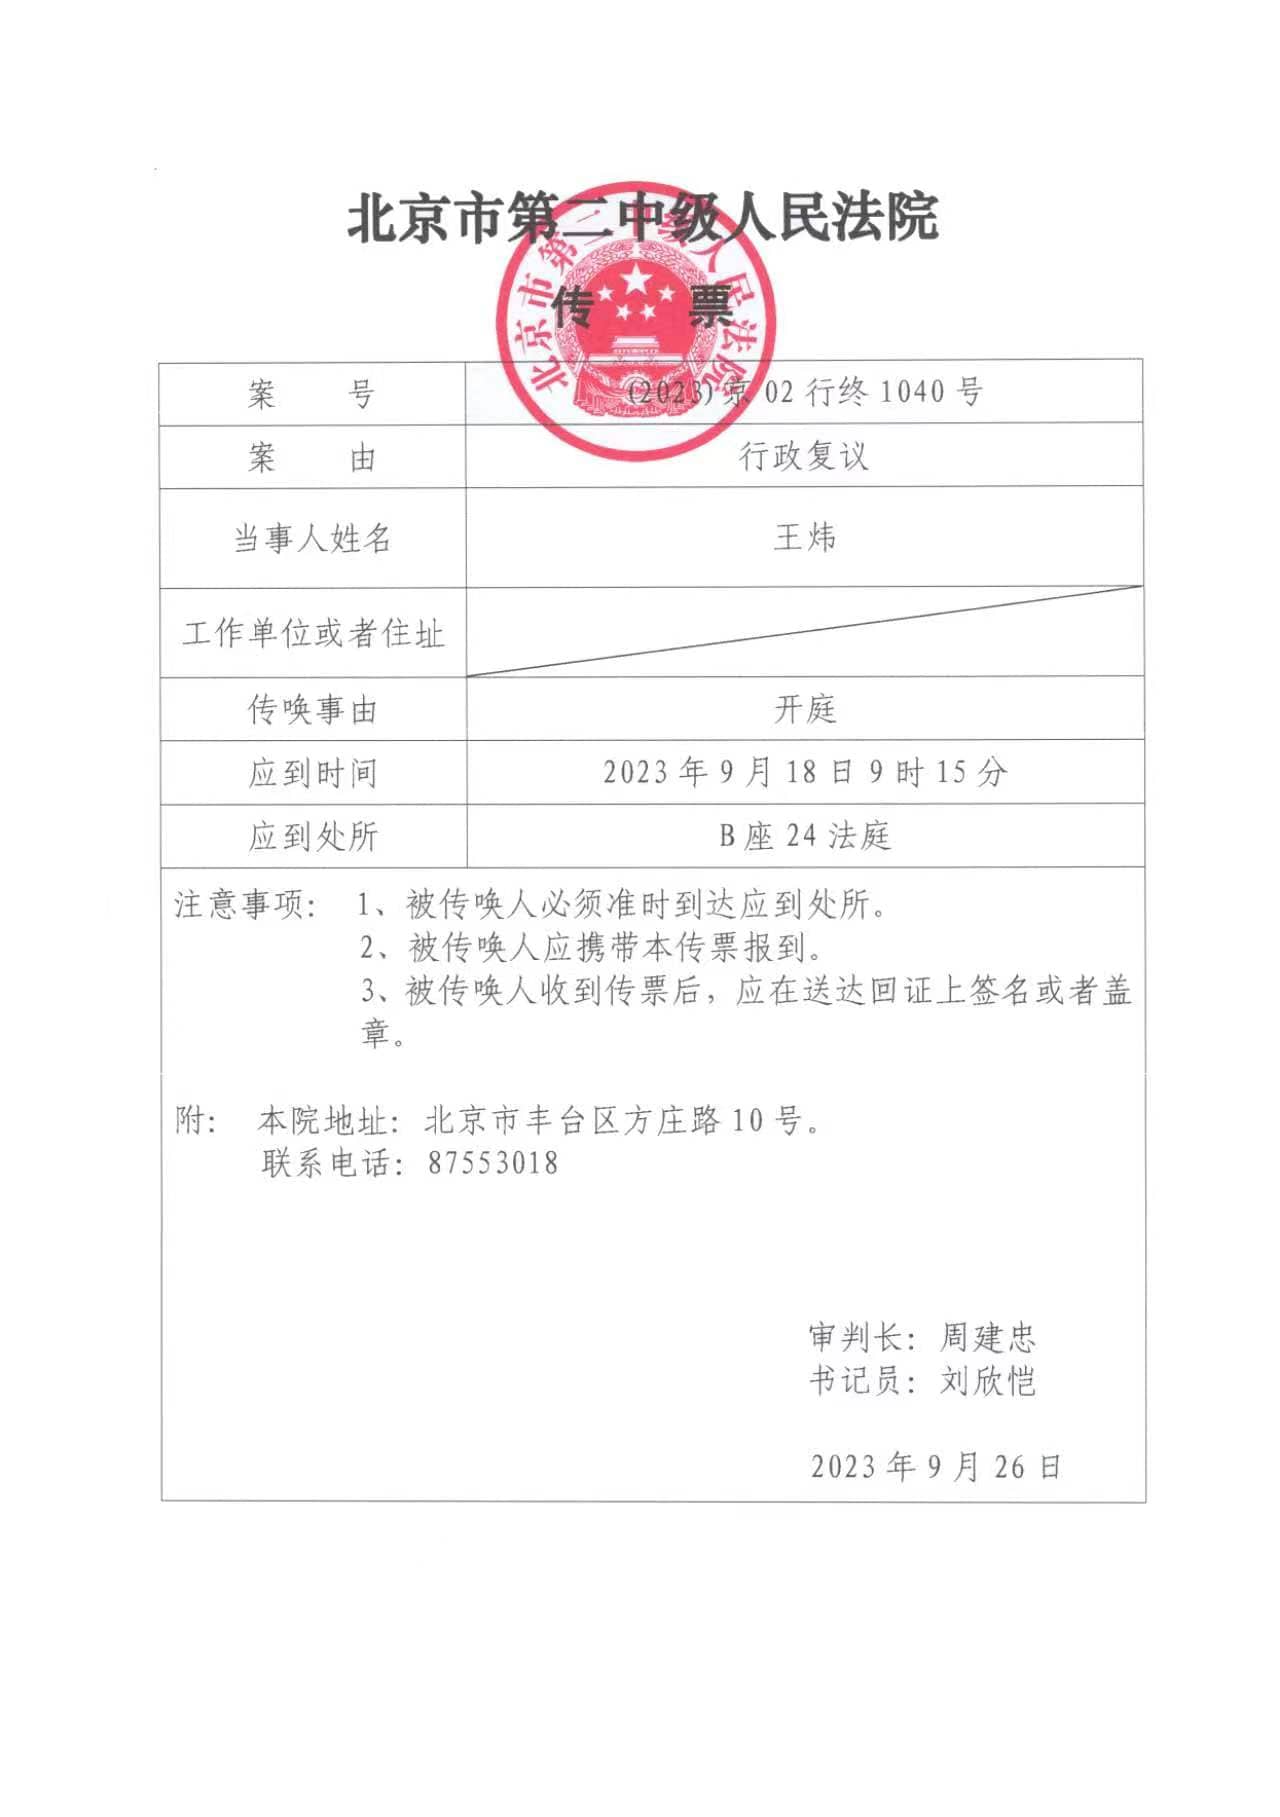 北京市第二中级人民法院
北京市第二中级人民法院
传 票
案 号 (2023)京 02 行终 1040 号
案 由 行政复议
当事人姓名 王炜
工作单位或者住址
传唤事由 开庭
应到时间 2023 年 9 月 18 日 9 时 15 分
应到处所 B 座 24 法庭
注意事项： 1、被传唤人必须准时到达应到处所。
2、被传唤人应携带本传票报到。
3、被传唤人收到传票后，应在送达回证上签名或者盖
章。
附： 本院地址：北京市丰台区方庄路 10 号。
联系电话：87553018
审判长：周建忠
书记员：刘欣恺
2023 年 9 月 26 日